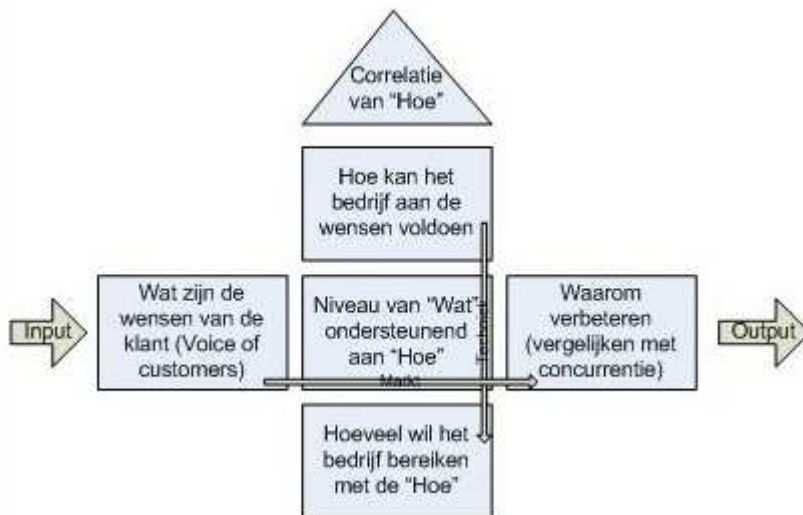 Correlatie
van “Hoe”
Hoe kan het
bedrijf aan de
wensen voldoen
Input
Wat zijn de
wensen van de
klant (Voice of
customers)
Niveau van “Wat”
ondersteunend
aan “Hoe”
Techniek
Markt
Waarom
verbeteren
(vergelijken met
concurrentie)
Output
Hoeveel wil het
bedrijf bereiken
met de “Hoe”